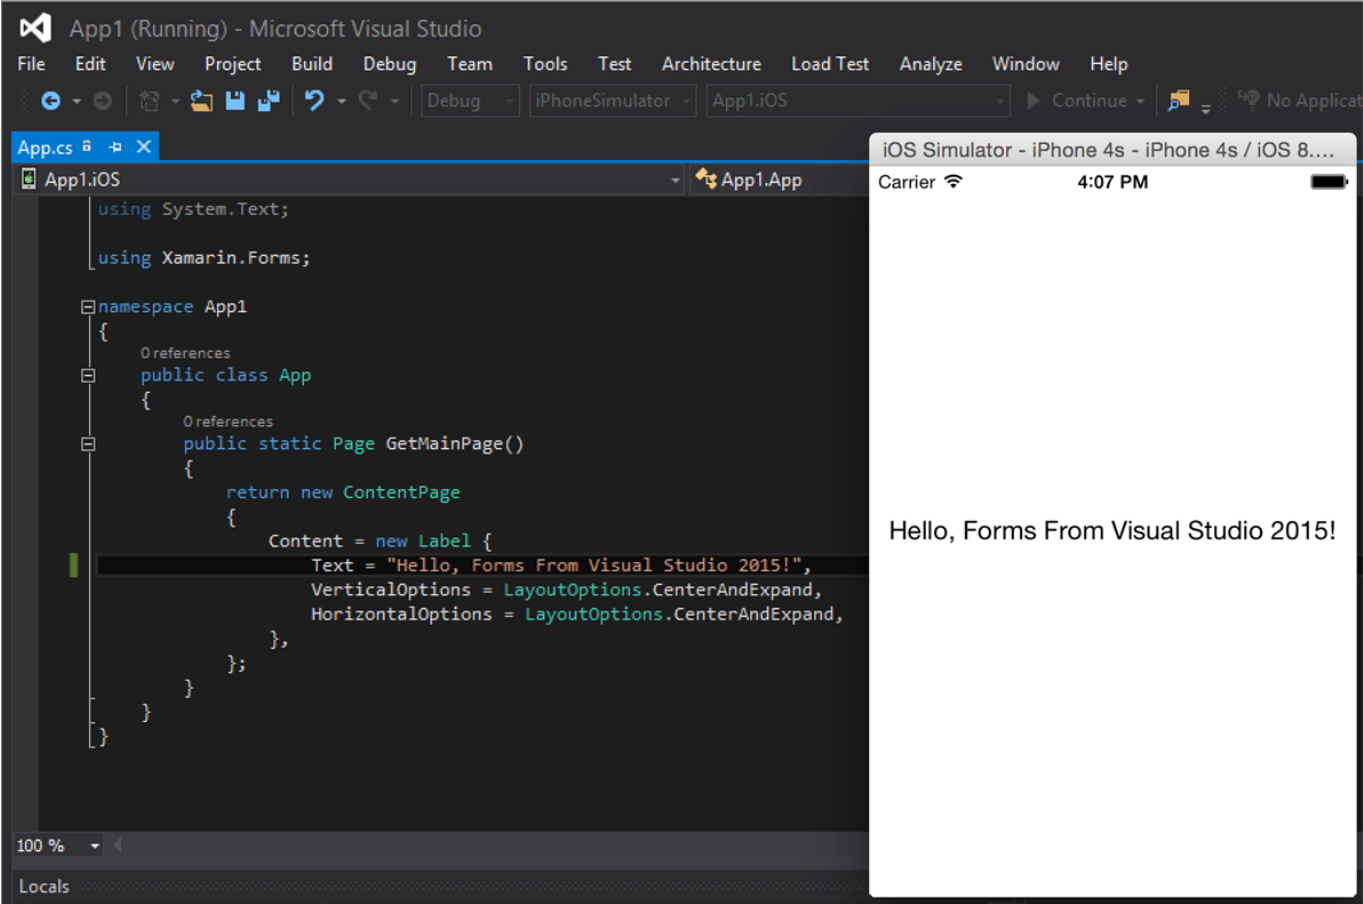 App1 (Running) - Microsoft Visual Studio
File Edit View Project Build Debug Team Tools Test Architecture Load Test Analyze Window Help
Debug iPhoneSimulator App1.iOS Continue No Applicat
App.cs
App1.iOS App1.App
using System.Text;
using Xamarin.Forms;
namespace App1
{
0 references
public class App
{
0 references
public static Page GetMainPage()
{
return new ContentPage
{
Content = new Label {
Text = "Hello, Forms From Visual Studio 2015!",
VerticalOptions = LayoutOptions.CenterAndExpand,
HorizontalOptions = LayoutOptions.CenterAndExpand,
},
};
}
}
}
100 %
Locals
iOS Simulator - iPhone 4s - iPhone 4s / iOS 8....
Carrier 4:07 PM
Hello, Forms From Visual Studio 2015!